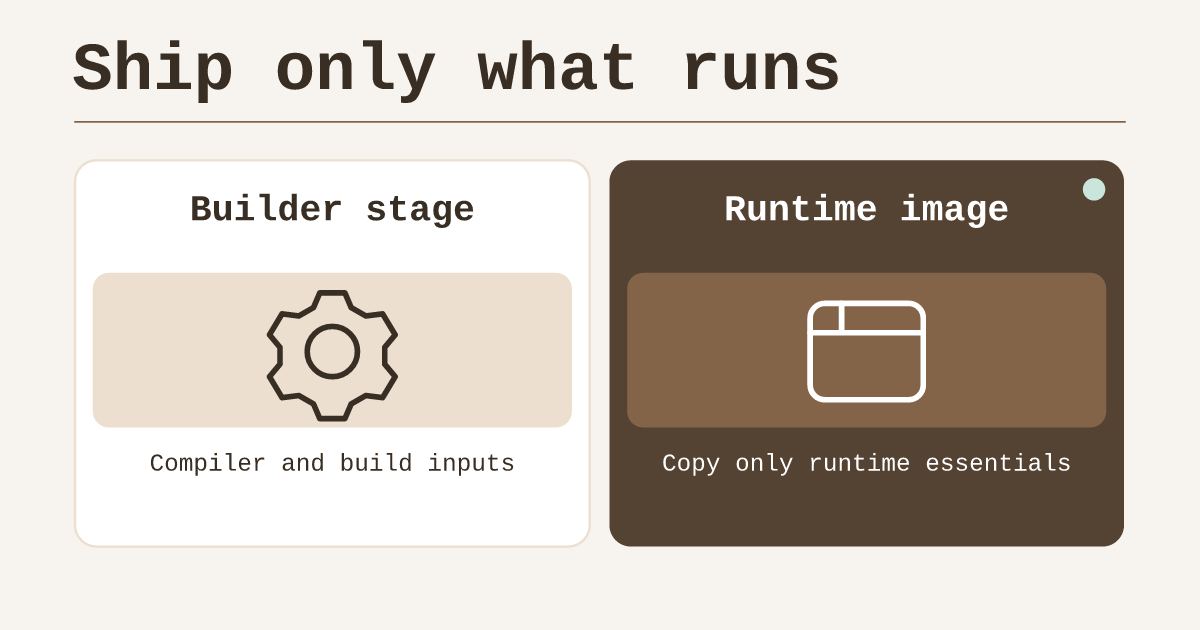 Ship only what runs
Builder stage
Runtime image
Compiler and build inputs
Copy only runtime essentials